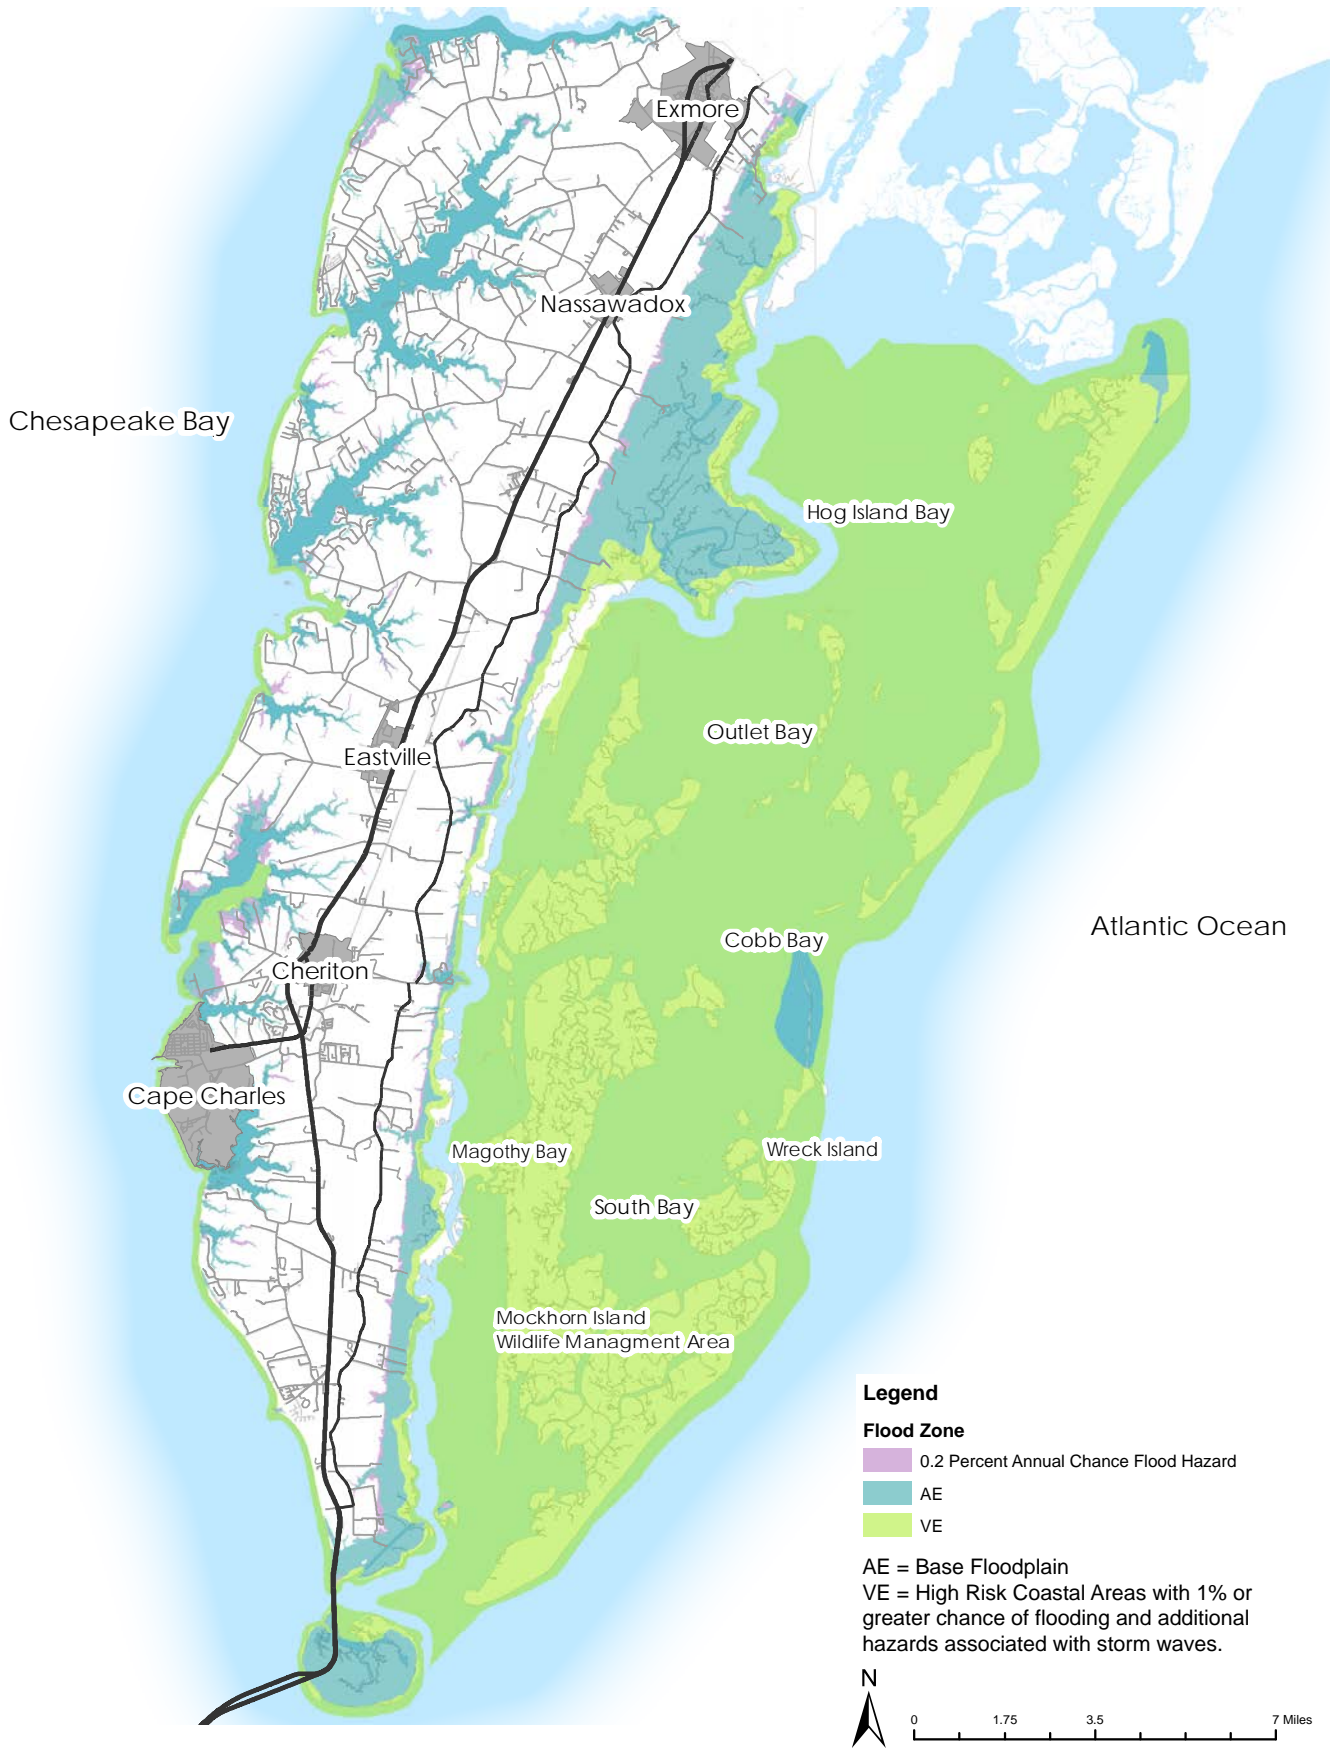 Exmore
Nassawadox
Chesapeake Bay
Hog Island Bay
Outlet Bay
Eastville
Atlantic Ocean
Cobb Bay
Cheriton
Cape Charles
Magothy Bay
Wreck Island
South Bay
Mockhorn Island
Wildlife Managment Area
Legend
Flood Zone
0.2 Percent Annual Chance Flood Hazard
AE
VE
AE = Base Floodplain
VE = High Risk Coastal Areas with 1% or
greater chance of flooding and additional
hazards associated with storm waves.
N
0 1.75 3.5 7 Miles